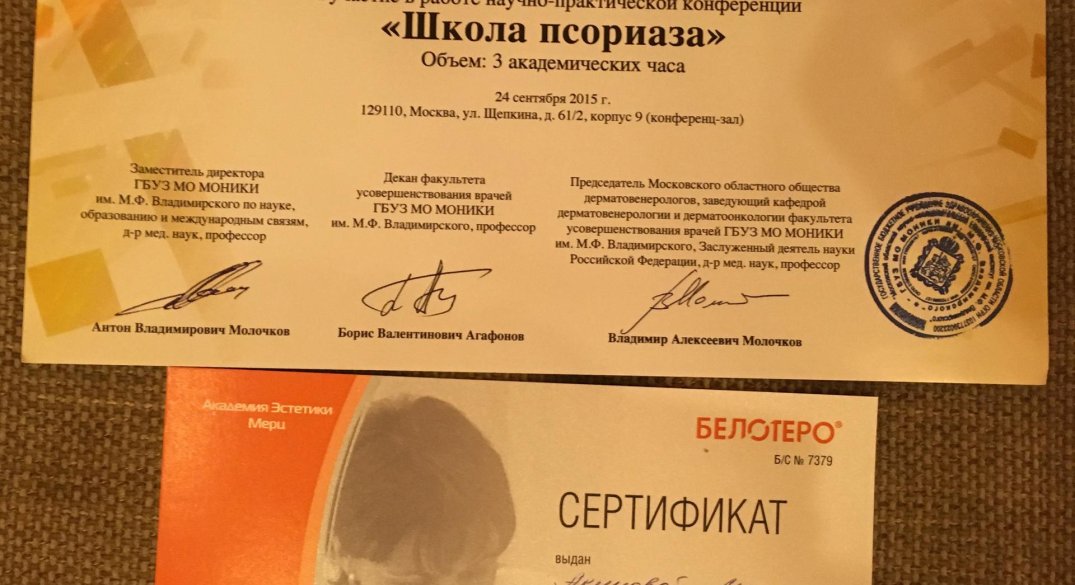 в работе научно-практической конференции
«Школа псориаза»
Объем: 3 академических часа
24 сентября 2015 г.
129110, Москва, ул. Щепкина, д. 61/2, корпус 9 (конференц-зал)
Заместитель директора
ГБУЗ МО МОНИКИ
им. М.Ф. Владимирского по науке,
образованию и международным связям,
д-р мед. наук, профессор
Антон Владимирович Молочков
Декан факультета
усовершенствования врачей
ГБУЗ МО МОНИКИ
им. М.Ф. Владимирского, профессор
Борис Валентинович Агафонов
Председатель Московского областного общества
дерматовенерологов, заведующий кафедрой
дерматовенерологии и дерматоонкологии факультета
усовершенствования врачей ГБУЗ МО МОНИКИ
им. М.Ф. Владимирского, Заслуженный деятель науки
Российской Федерации, д-р мед. наук, профессор
Владимир Алексеевич Молочков
Академия Эстетики
Мерц
БЕЛОТЕРО®
Б/С № 7379
СЕРТИФИКАТ
выдан